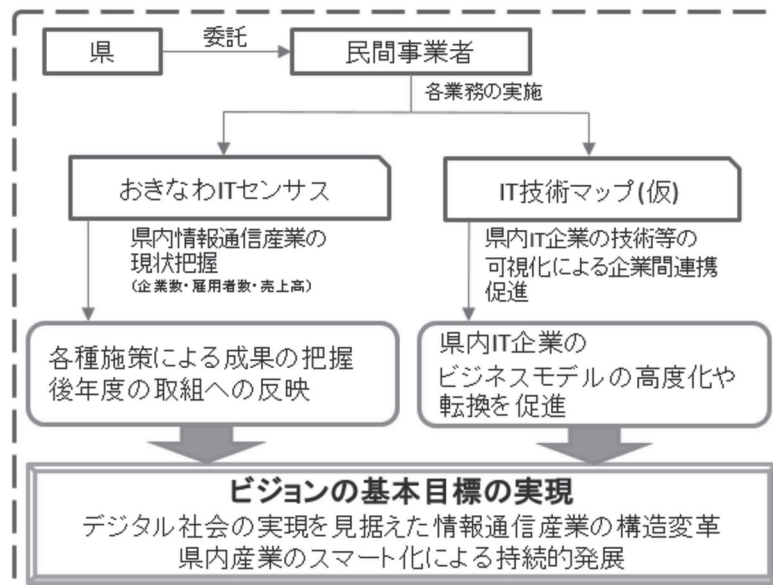 県
委託
民間事業者
各業務の実施
おきなわITセンサス
IT技術マップ(仮)
県内情報通信産業の
現状把握
(企業数・雇用者数・売上高)
県内IT企業の技術等の
可視化による企業間連携
促進
各種施策による成果の把握
後年度の取組への反映
県内IT企業の
ビジネスモデルの高度化や
転換を促進
ビジョンの基本目標の実現
デジタル社会の実現を見据えた情報通信産業の構造変革
県内産業のスマート化による持続的発展